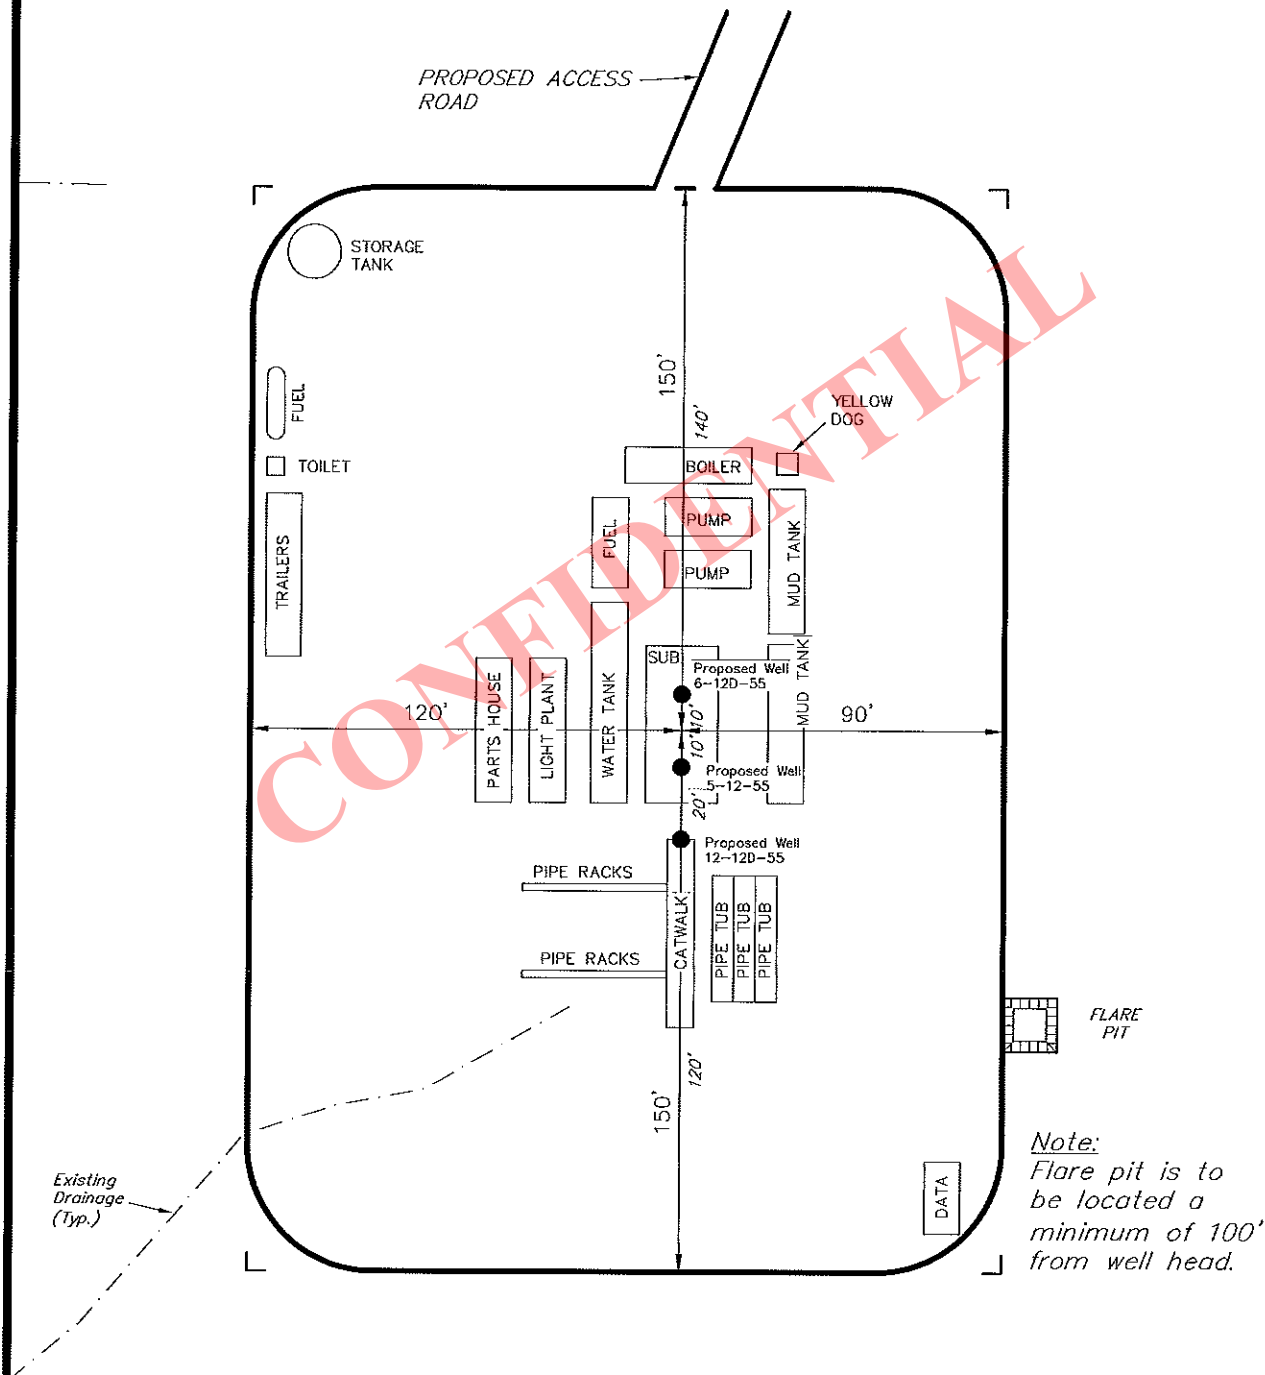 PROPOSED ACCESS
ROAD
STORAGE
TANK
150'
FUEL
YELLOW
DOG
140'
TOILET
BOILER
FUEL
PUMP
MUD TANK
TRAILERS
PUMP
SUB
Proposed Well
6-12D-55
MUD TANK
PARTS HOUSE
LIGHT PLANT
WATER TANK
120'
10'
90'
10'
Proposed Well
5-12-55
20'
Proposed Well
12-12D-55
PIPE RACKS
CATWALK
PIPE TUB
PIPE TUB
PIPE TUB
PIPE RACKS
FLARE
PIT
120'
150'
Existing
Drainage
(Typ.)
DATA
Note:
Flare pit is to
be located a
minimum of 100'
from well head.
CONFIDENTIAL